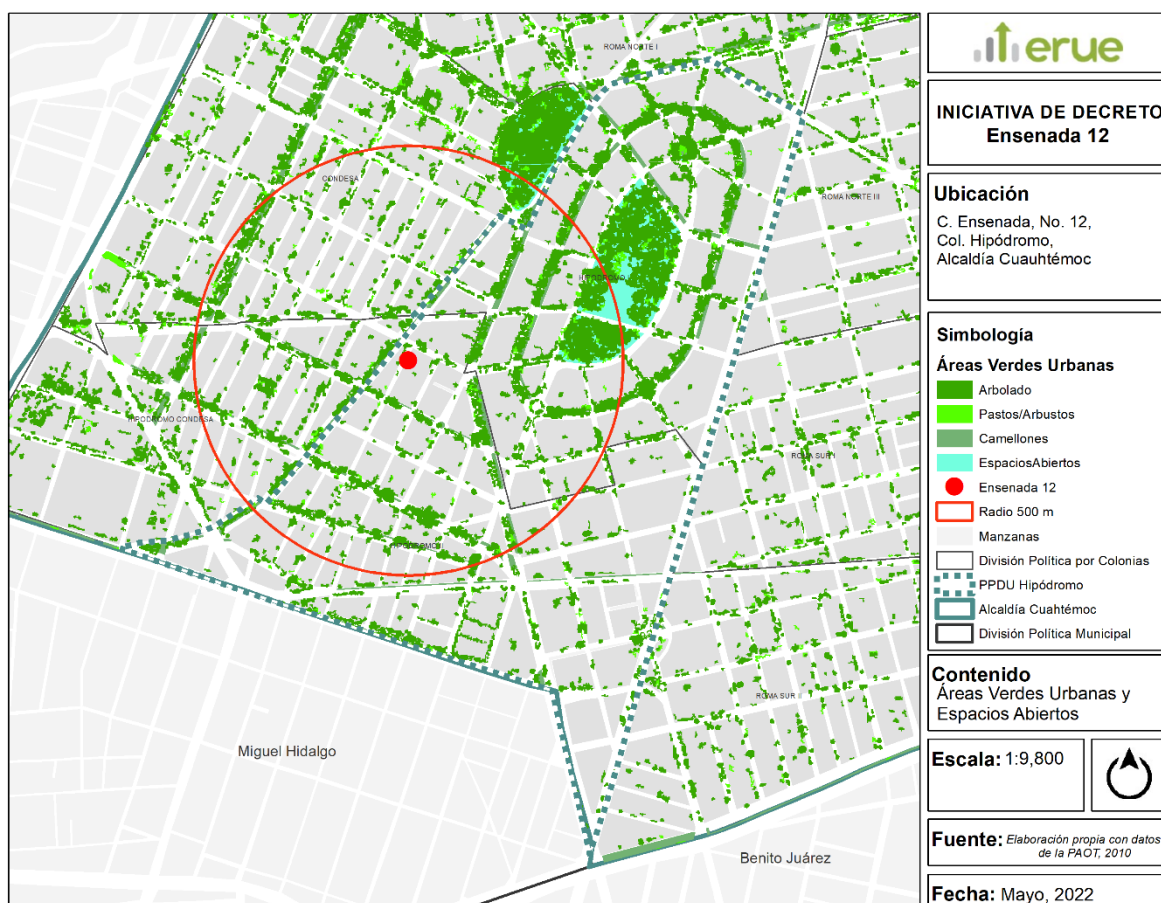 ROMA NORTE I
CONDESA
ROMA NORTE III
HIPODROMO
HIPODROMO CONDESA
ROMA SUR I
HIPODROMO
ROMA SUR II
Miguel Hidalgo
Benito Juárez
erue
INICIATIVA DE DECRETO
Ensenada 12
Ubicación
C. Ensenada, No. 12,
Col. Hipódromo,
Alcaldía Cuauhtémoc
Simbología
Áreas Verdes Urbanas
Arbolado
Pastos/Arbustos
Camellones
EspaciosAbiertos
Ensenada 12
Radio 500 m
Manzanas
División Política por Colonias
PPDU Hipódromo
Alcaldía Cuauhtémoc
División Política Municipal
Contenido
Áreas Verdes Urbanas y
Espacios Abiertos
Escala: 1:9,800
Fuente: Elaboración propia con datos
de la PAOT, 2010
Fecha: Mayo, 2022